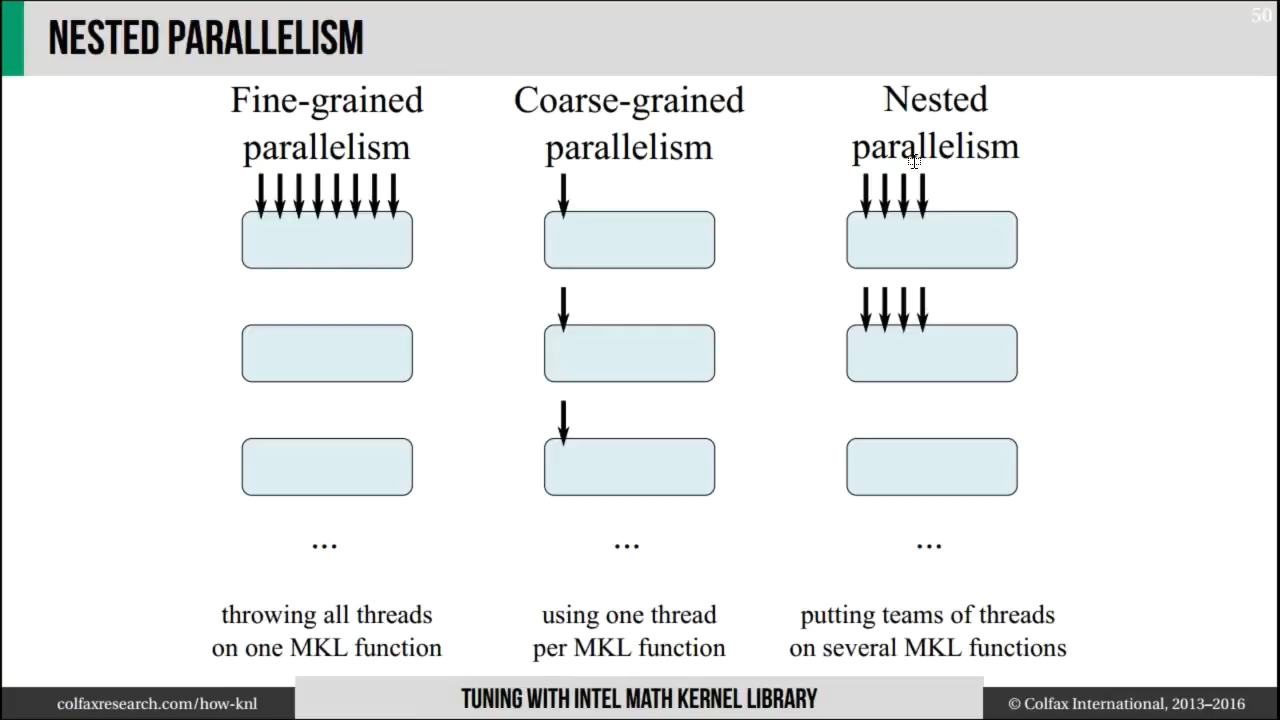 NESTED PARALLELISM
50
Fine-grained
parallelism
Coarse-grained
parallelism
Nested
parallelism
...
...
...
throwing all threads
on one MKL function
using one thread
per MKL function
putting teams of threads
on several MKL functions
colfaxresearch.com/how-knl
TUNING WITH INTEL MATH KERNEL LIBRARY
© Colfax International, 2013–2016